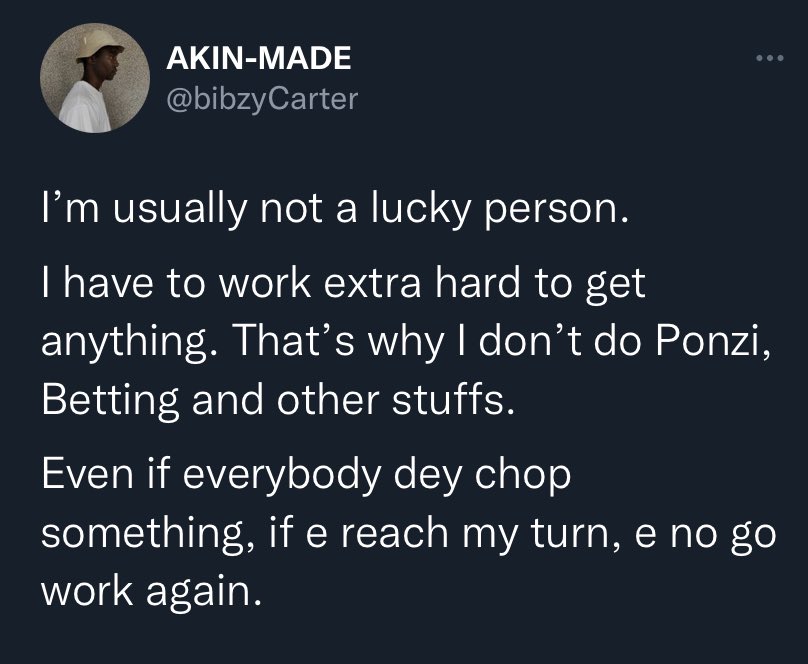 AKIN-MADE
@bibzyCarter
I’m usually not a lucky person.
I have to work extra hard to get
anything. That’s why I don’t do Ponzi,
Betting and other stuffs.
Even if everybody dey chop
something, if e reach my turn, e no go
work again.